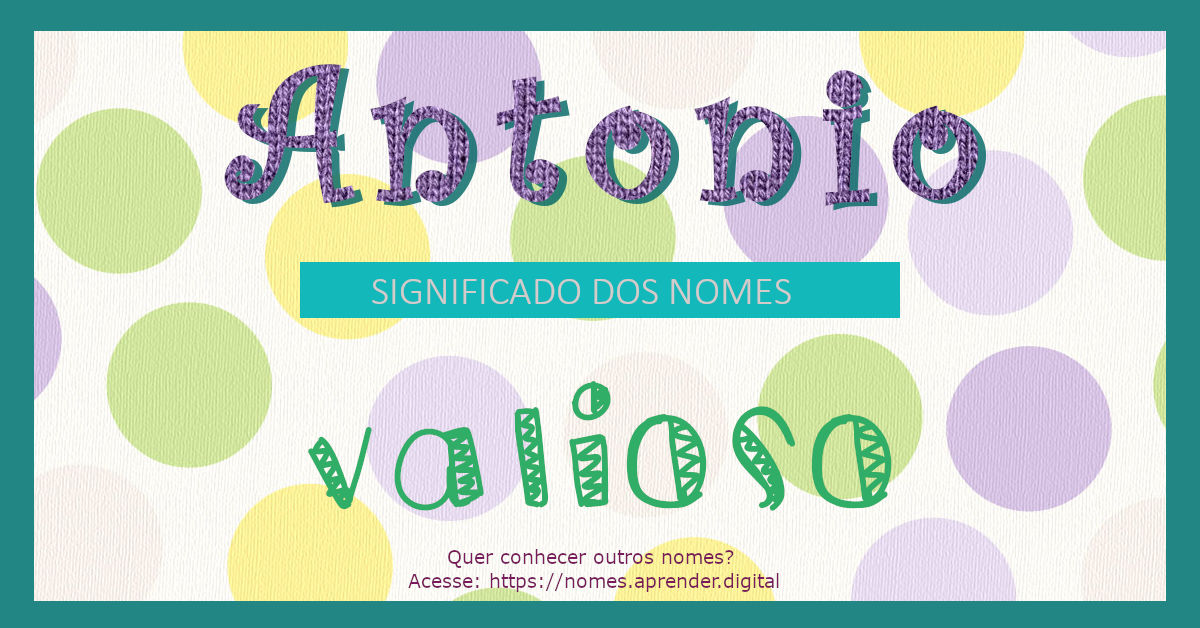 Antonio
SIGNIFICADO DOS NOMES
valioso
Quer conhecer outros nomes?
Acesse: https://nomes.aprender.digital